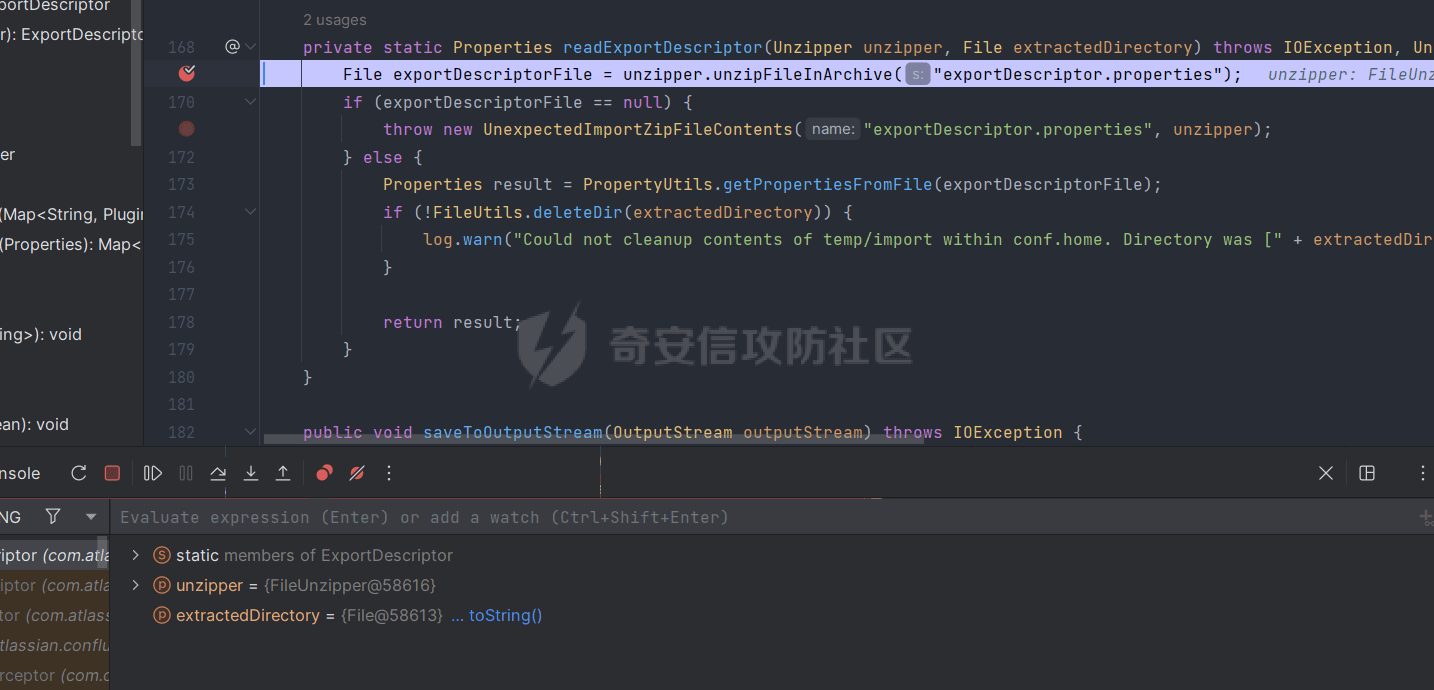 portDescriptor
r): ExportDescripto
er
(Map<String, Plugin
(Properties): Map<
ing>): void
ean): void
2 usages
168 @ private static Properties readExportDescriptor(Unzipper unzipper, File extractedDirectory) throws IOException, Un
File exportDescriptorFile = unzipper.unzipFileInArchive( s: "exportDescriptor.properties"); unzipper: FileUnz
170 if (exportDescriptorFile == null) {
throw new UnexpectedImportZipFileContents( name: "exportDescriptor.properties", unzipper);
172 } else {
173 Properties result = PropertyUtils.getPropertiesFromFile(exportDescriptorFile);
174 if (!FileUtils.deleteDir(extractedDirectory)) {
175 log.warn("Could not cleanup contents of temp/import within conf.home. Directory was [" + extractedDir
176 }
177
178 return result;
179 }
180 }
181
182 public void saveToOutputStream(OutputStream outputStream) throws IOException {
奇安信攻防社区
nsole
NG
Evaluate expression (Enter) or add a watch (Ctrl+Shift+Enter)
riptor (com.atla
riptor (com.atla
tor (com.atlass
tlassian.conflu
rceptor (com.o
static members of ExportDescriptor
unzipper = {FileUnzipper@58616}
extractedDirectory = {File@58613} ... toString()